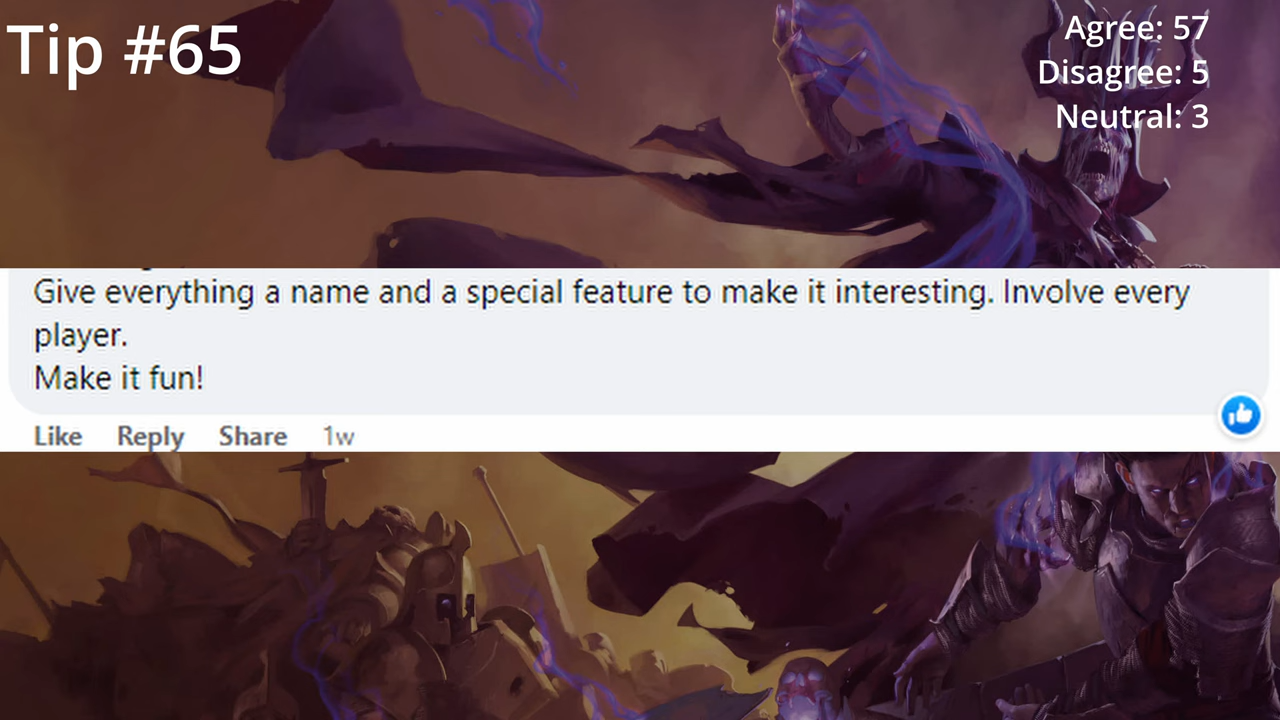 Tip #65
Agree: 57
Disagree: 5
Neutral: 3
Give everything a name and a special feature to make it interesting. Involve every
player.
Make it fun!
Like Reply Share 1w